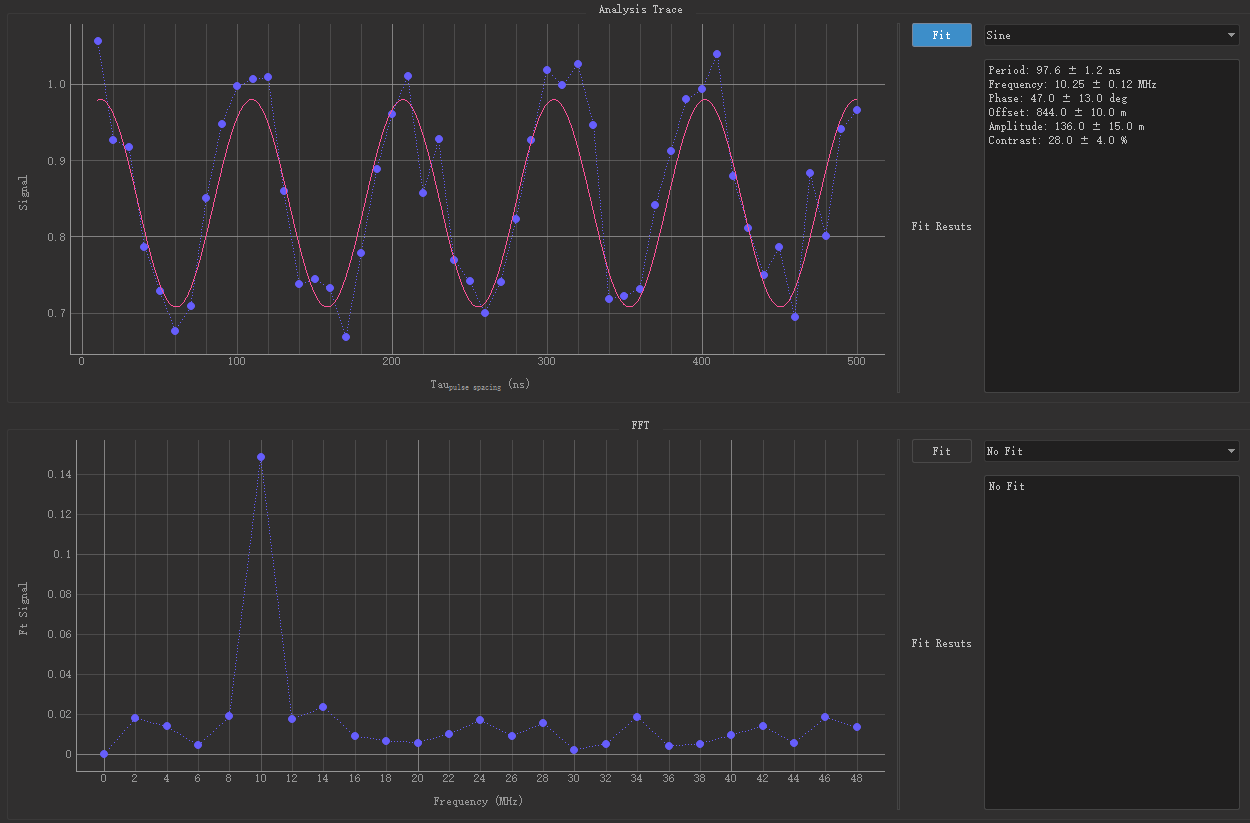 Analysis Trace
Fit
Sine
Period: 97.6 ± 1.2 ns
Frequency: 10.25 ± 0.12 MHz
Phase: 47.0 ± 13.0 deg
Offset: 844.0 ± 10.0 m
Amplitude: 136.0 ± 15.0 m
Contrast: 28.0 ± 4.0 %
Fit Resuts
Signal
1.0
0.9
0.8
0.7
0 100 200 300 400 500
Taupulse spacing (ns)
FFT
Fit
No Fit
No Fit
Fit Resuts
Ft Signal
0.14
0.12
0.1
0.08
0.06
0.04
0.02
0
0 2 4 6 8 10 12 14 16 18 20 22 24 26 28 30 32 34 36 38 40 42 44 46 48
Frequency (MHz)